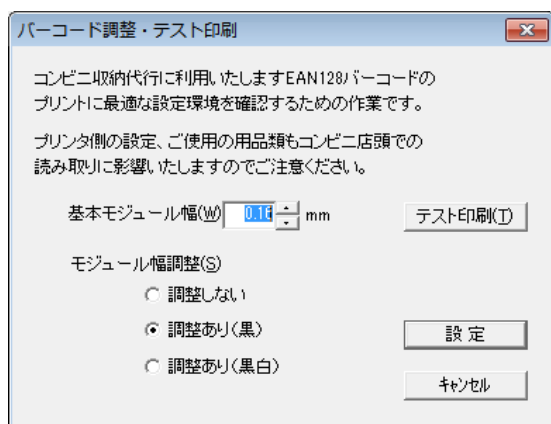 バーコード調整・テスト印刷
コンビニ収納代行に利用いたしますEAN128バーコードの
プリントに最適な設定環境を確認するための作業です。
プリンタ側の設定、ご使用の用品類もコンビニ店頭での
読み取りに影響いたしますのでご注意ください。
基本モジュール幅(W) 0.16 mm テスト印刷(T)
モジュール幅調整(S)
調整しない
調整あり(黒) 設定
調整あり(黒白)
キャンセル